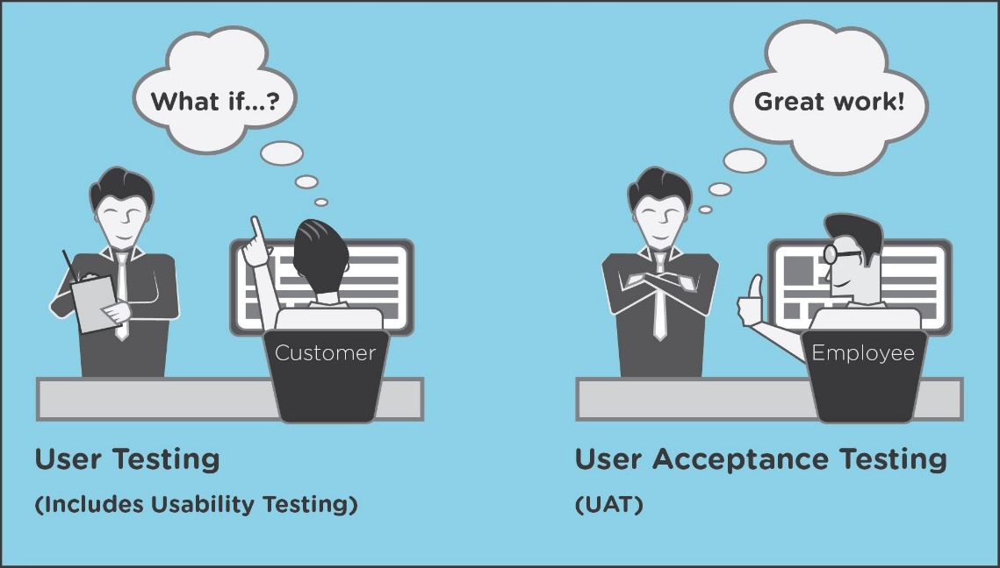 What if...?
Customer
User Testing
(Includes Usability Testing)
Great work!
Employee
User Acceptance Testing
(UAT)